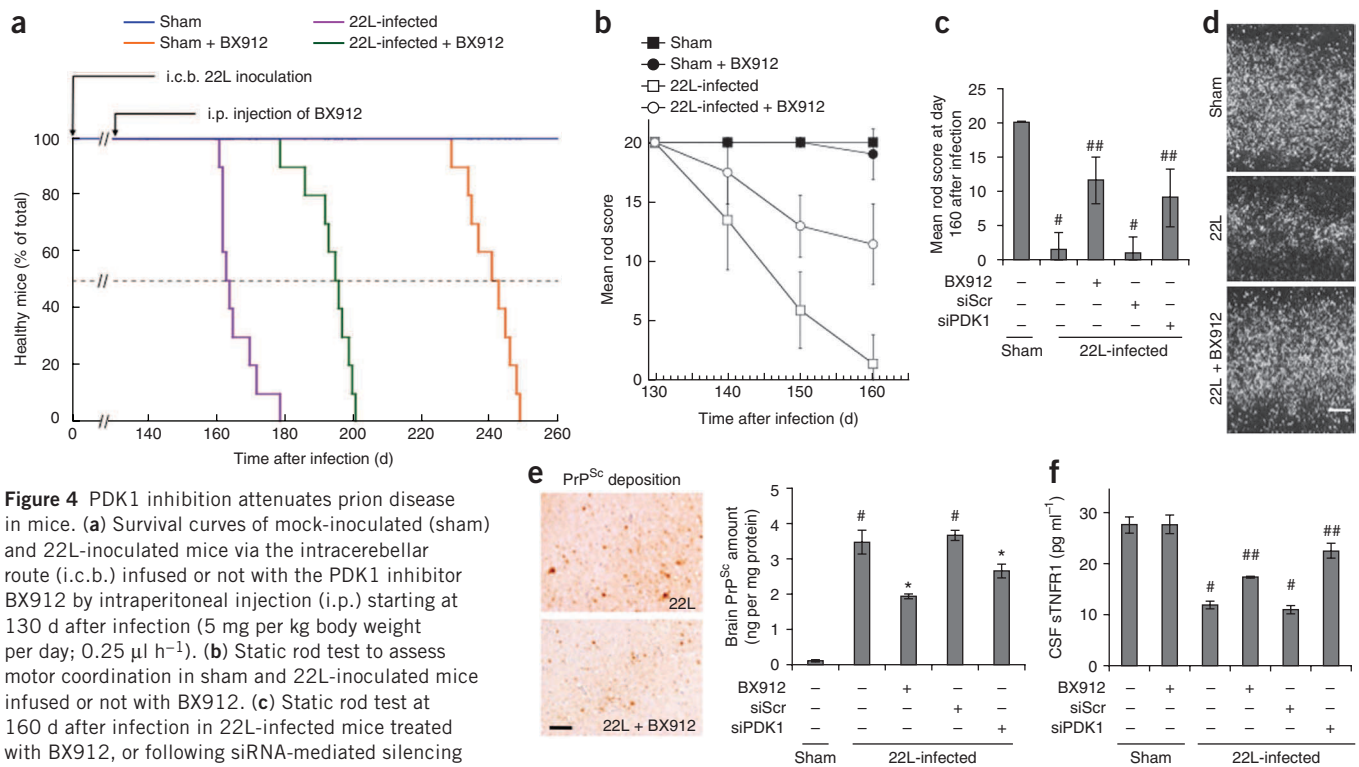 a
Sham
Sham + BX912
22L-infected
22L-infected + BX912
i.c.b. 22L inoculation
i.p. injection of BX912
Healthy mice (% of total)
100
80
60
40
20
0
0 140 160 180 200 220 240 260
Time after infection (d)
b
Sham
Sham + BX912
22L-infected
22L-infected + BX912
Mean rod score
20
15
10
5
0
130 140 150 160
Time after infection (d)
c
Mean rod score at day
160 after infection
25
20
15
10
5
0
# ## # ##
BX912 – – + – –
siScr – – – + –
siPDK1 – – – – +
Sham 22L-infected
d
Sham
22L
22L + BX912
Figure 4 PDK1 inhibition attenuates prion disease
in mice. (a) Survival curves of mock-inoculated (sham)
and 22L-inoculated mice via the intracerebellar
route (i.c.b.) infused or not with the PDK1 inhibitor
BX912 by intraperitoneal injection (i.p.) starting at
130 d after infection (5 mg per kg body weight
per day; 0.25 μl h−1). (b) Static rod test to assess
motor coordination in sham and 22L-inoculated mice
infused or not with BX912. (c) Static rod test at
160 d after infection in 22L-infected mice treated
with BX912, or following siRNA-mediated silencing
e
PrPSc deposition
22L
22L + BX912
Brain PrPSc amount
(ng per mg protein)
5
4
3
2
1
0
# * # *
BX912 – – + – –
siScr – – – + –
siPDK1 – – – – +
Sham 22L-infected
f
CSF sTNFR1 (pg ml−1)
30
20
10
0
# ## # ##
BX912 – + – + – –
siScr – – – – + –
siPDK1 – – – – – +
Sham 22L-infected